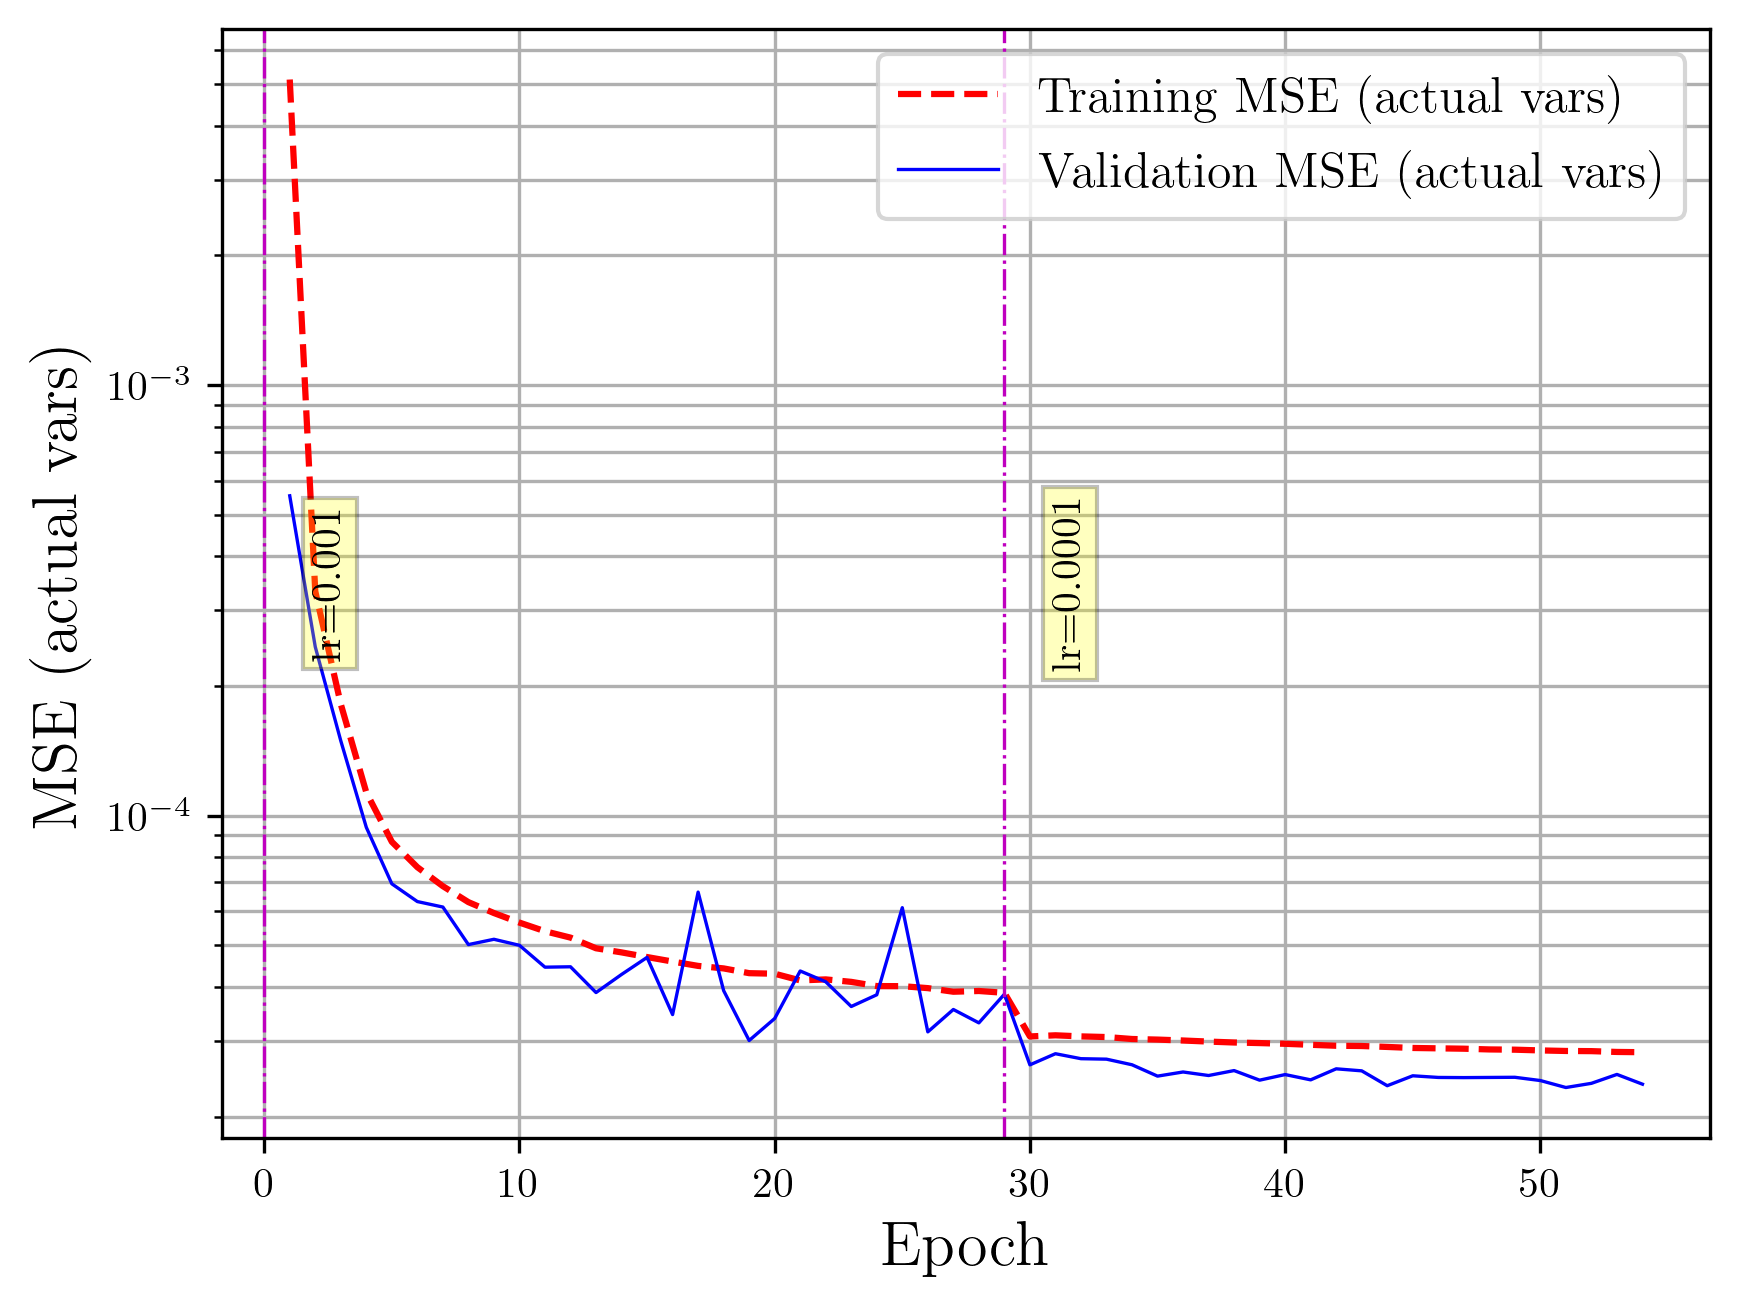 Training MSE (actual vars)
Validation MSE (actual vars)
MSE (actual vars)
10⁻³
10⁻⁴
lr=0.001
lr=0.0001
0 10 20 30 40 50
Epoch